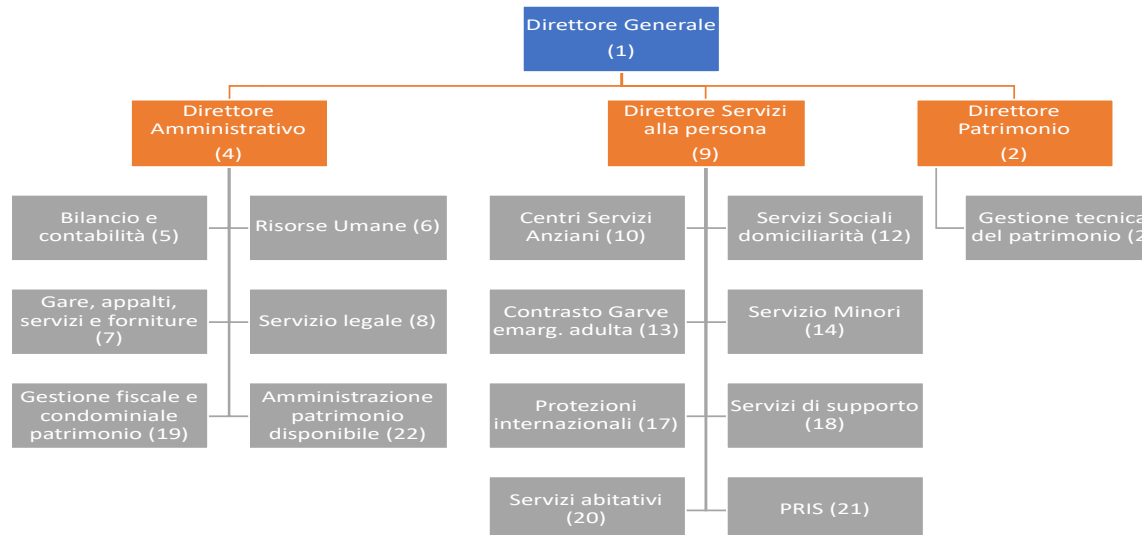 Direttore Generale
(1)
Direttore
Amministrativo
(4)
Direttore Servizi
alla persona
(9)
Direttore
Patrimonio
(2)
Bilancio e
contabilità (5)
Risorse Umane (6)
Gare, appalti,
servizi e forniture
(7)
Servizio legale (8)
Gestione fiscale e
condominiale
patrimonio (19)
Amministrazione
patrimonio
disponibile (22)
Centri Servizi
Anziani (10)
Servizi Sociali
domiciliarità (12)
Contrasto Garve
emarg. adulta (13)
Servizio Minori
(14)
Protezioni
internazionali (17)
Servizi di supporto
(18)
Servizi abitativi
(20)
PRIS (21)
Gestione tecnica
del patrimonio